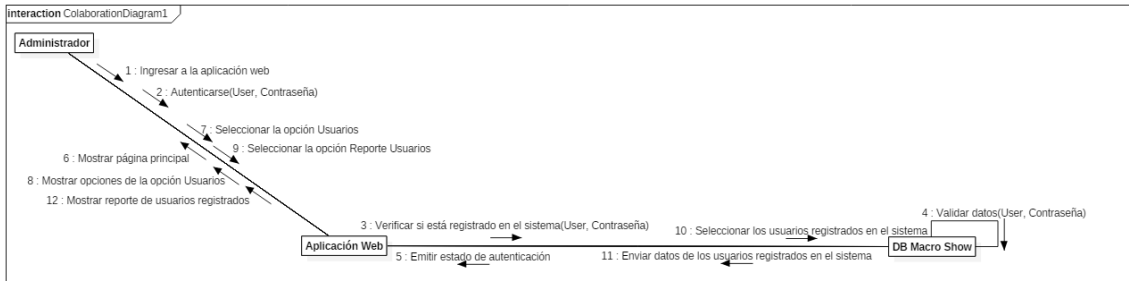 interaction ColaborationDiagram1
Administrador
1 : Ingresar a la aplicación web
2 : Autenticarse(User, Contraseña)
7 : Seleccionar la opción Usuarios
9 : Seleccionar la opción Reporte Usuarios
6 : Mostrar página principal
8 : Mostrar opciones de la opción Usuarios
12 : Mostrar reporte de usuarios registrados
4 : Validar datos(User, Contraseña)
3 : Verificar si está registrado en el sistema(User, Contraseña)
10 : Seleccionar los usuarios registrados en el sistema
Aplicación Web
DB Macro Show
5 : Emitir estado de autenticación
11 : Enviar datos de los usuarios registrados en el sistema